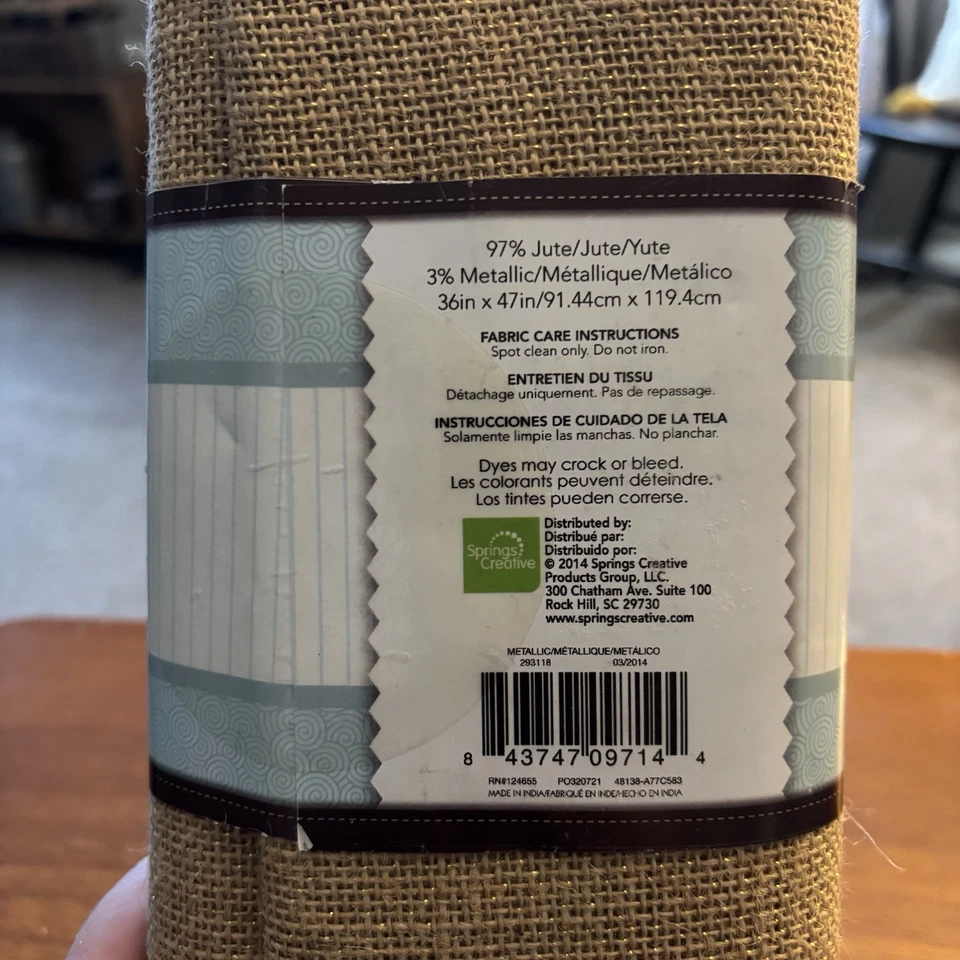 97% Jute/Jute/Yute
3% Metallic/Métallique/Metálico
36in x 47in/91.44cm x 119.4cm
FABRIC CARE INSTRUCTIONS
Spot clean only. Do not iron.
ENTRETIEN DU TISSU
Détachage uniquement. Pas de repassage.
INSTRUCCIONES DE CUIDADO DE LA TELA
Solamente limpie las manchas. No planchar.
Dyes may crock or bleed.
Les colorants peuvent déteindre.
Los tintes pueden correrse.
Springs
Creative
Distributed by:
Distribué par:
Distribuido por:
© 2014 Springs Creative
Products Group, LLC.
300 Chatham Ave. Suite 100
Rock Hill, SC 29730
www.springscreative.com
METALLIC/MÉTALLIQUE/METÁLICO
293118 03/2014
8 43747 09714 4
RN#124655 PO320721 48138-A77C583
MADE IN INDIA/FABRIQUÉ EN INDE/HECHO EN INDIA